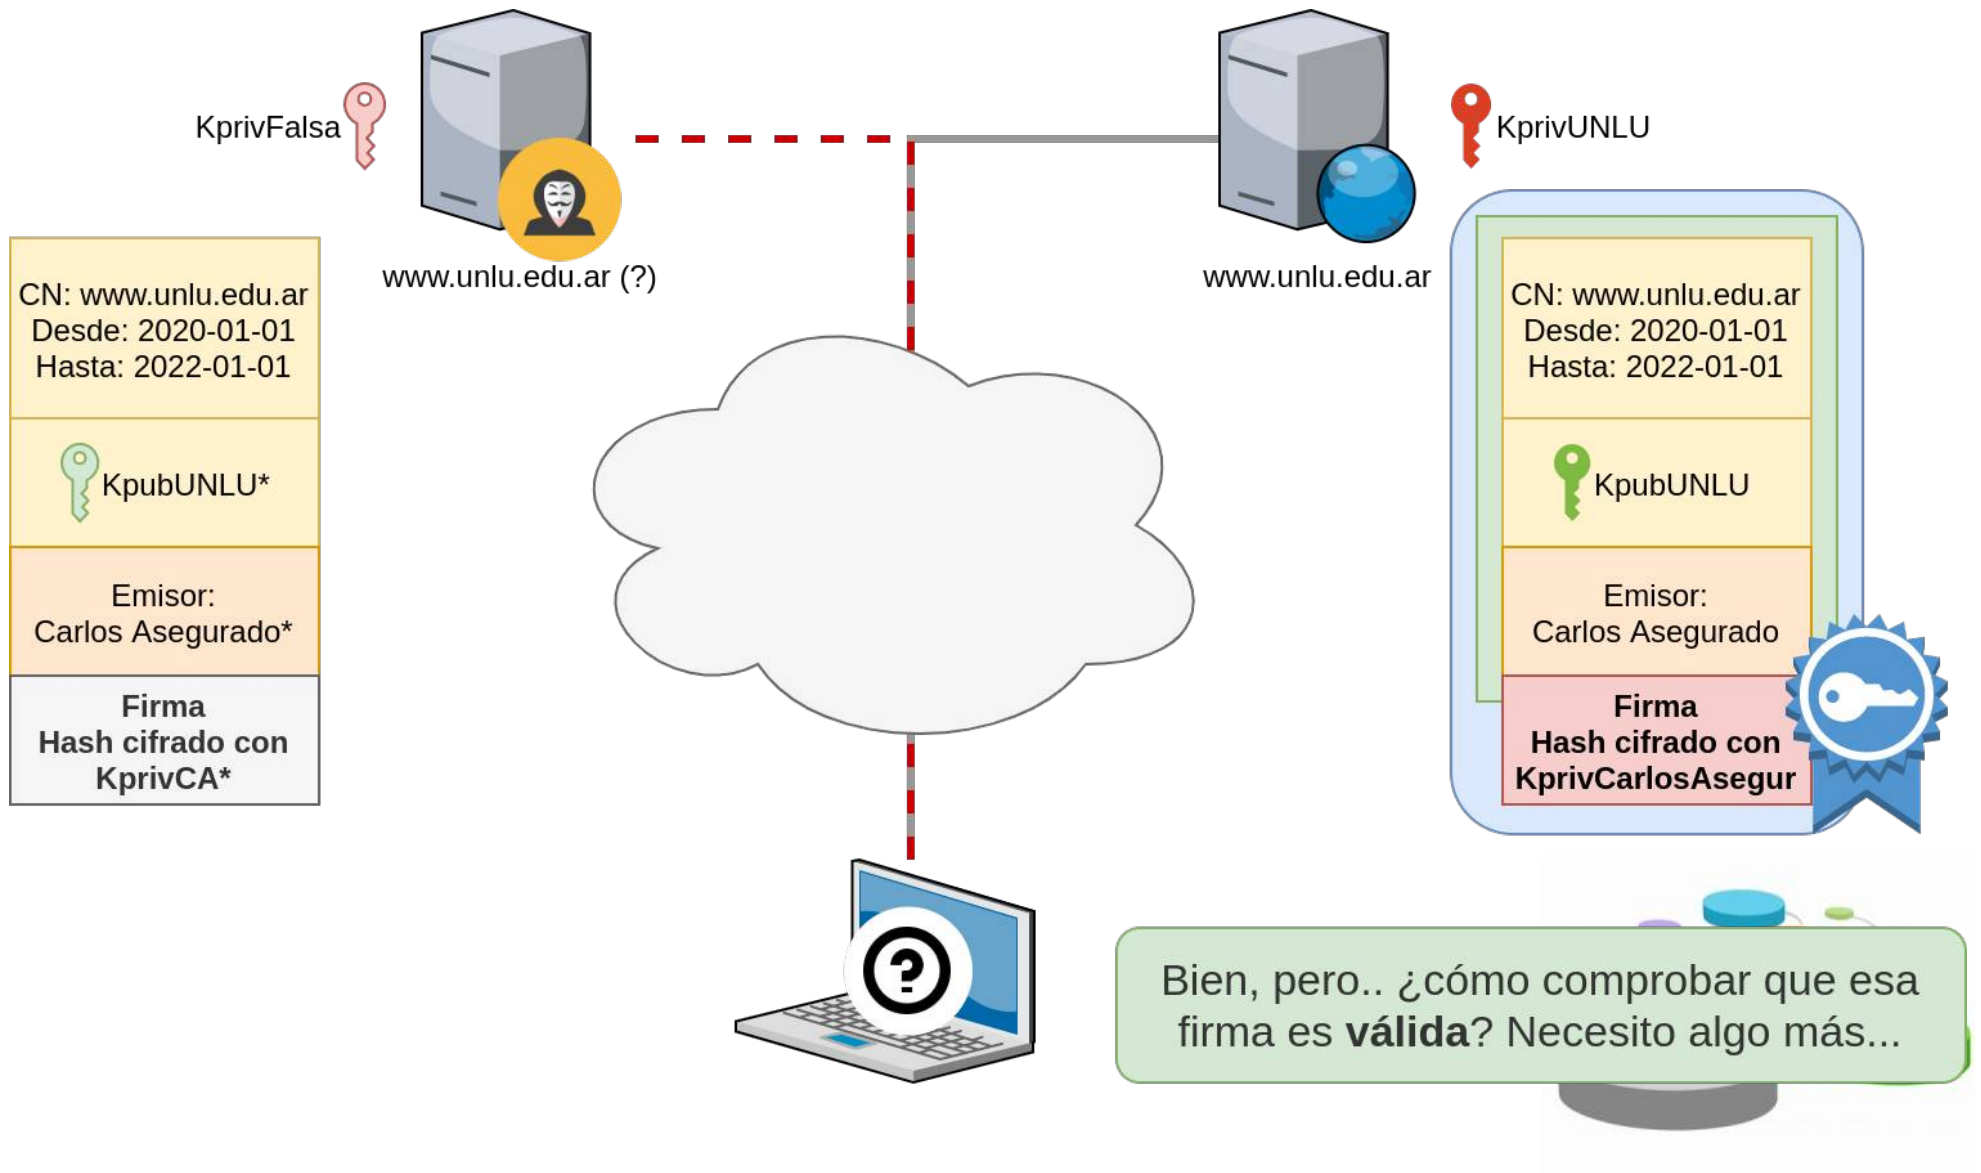 KprivFalsa
KprivUNLU
www.unlu.edu.ar (?)
www.unlu.edu.ar
CN: www.unlu.edu.ar
Desde: 2020-01-01
Hasta: 2022-01-01
KpubUNLU*
Emisor:
Carlos Asegurado*
Firma
Hash cifrado con
KprivCA*
CN: www.unlu.edu.ar
Desde: 2020-01-01
Hasta: 2022-01-01
KpubUNLU
Emisor:
Carlos Asegurado
Firma
Hash cifrado con
KprivCarlosAsegur
?
Bien, pero.. ¿cómo comprobar que esa
firma es válida? Necesito algo más...